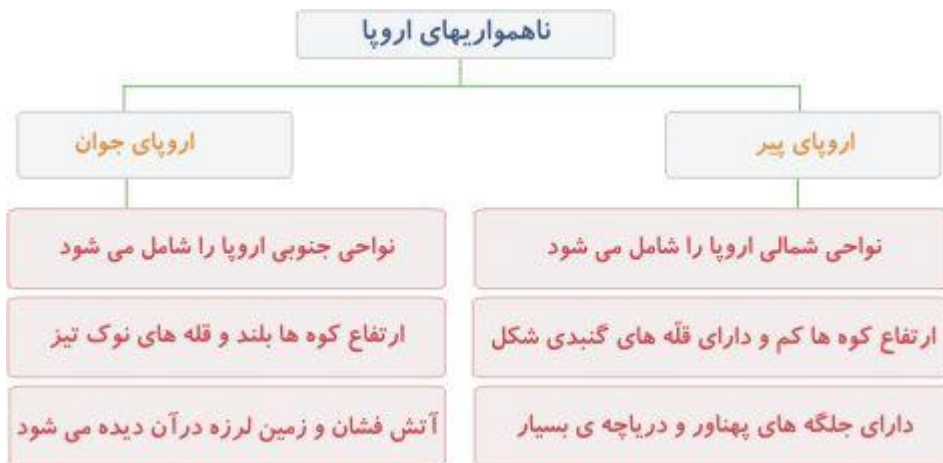 ناهمواریهای اروپا
اروپای پیر
اروپای جوان
نواحی شمالی اروپا را شامل می شود
نواحی جنوبی اروپا را شامل می شود
ارتفاع کوه ها کم و دارای قلّه های گنبدی شکل
ارتفاع کوه ها بلند و قله های نوک تیز
دارای جلگه های پهناور و دریاچه ی بسیار
آتش فشان و زمین لرزه درآن دیده می شود